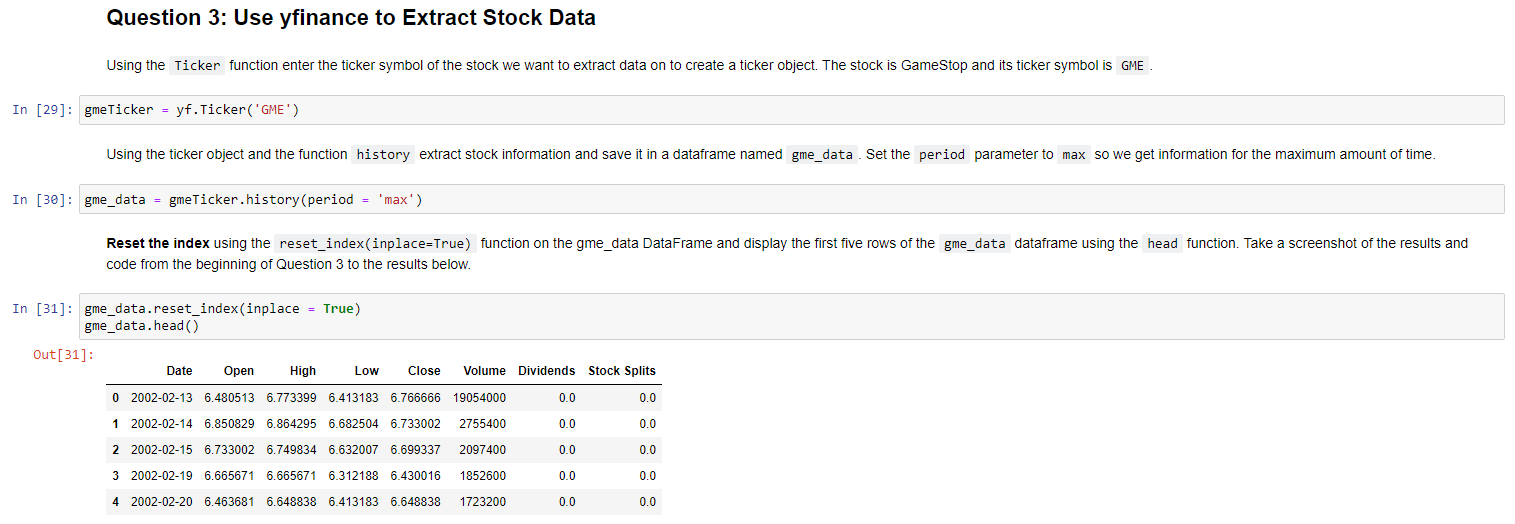 Question 3: Use yfinance to Extract Stock Data
Using the Ticker function enter the ticker symbol of the stock we want to extract data on to create a ticker object. The stock is GameStop and its ticker symbol is GME .
In [29]: gmeTicker = yf.Ticker('GME')
Using the ticker object and the function history extract stock information and save it in a dataframe named gme_data . Set the period parameter to max so we get information for the maximum amount of time.
In [30]: gme_data = gmeTicker.history(period = 'max')
Reset the index using the reset_index(inplace=True) function on the gme_data DataFrame and display the first five rows of the gme_data dataframe using the head function. Take a screenshot of the results and
code from the beginning of Question 3 to the results below.
In [31]: gme_data.reset_index(inplace = True)
gme_data.head()
Out[31]:
Date Open High Low Close Volume Dividends Stock Splits
0 2002-02-13 6.480513 6.773399 6.413183 6.766666 19054000 0.0 0.0
1 2002-02-14 6.850829 6.864295 6.682504 6.733002 2755400 0.0 0.0
2 2002-02-15 6.733002 6.749834 6.632007 6.699337 2097400 0.0 0.0
3 2002-02-19 6.665671 6.665671 6.312188 6.430016 1852600 0.0 0.0
4 2002-02-20 6.463681 6.648838 6.413183 6.648838 1723200 0.0 0.0